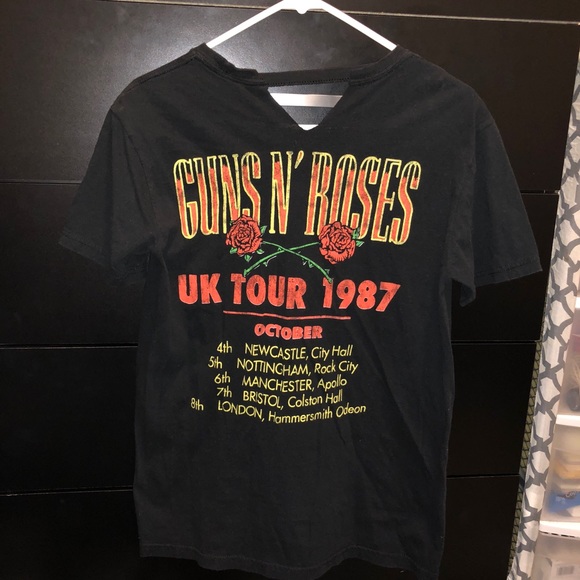 GUNS N' ROSES
UK TOUR 1987
OCTOBER
4th NEWCASTLE, City Hall
5th NOTTINGHAM, Rock City
6th MANCHESTER, Apollo
7th BRISTOL, Colston Hall
8th LONDON, Hammersmith Odeon